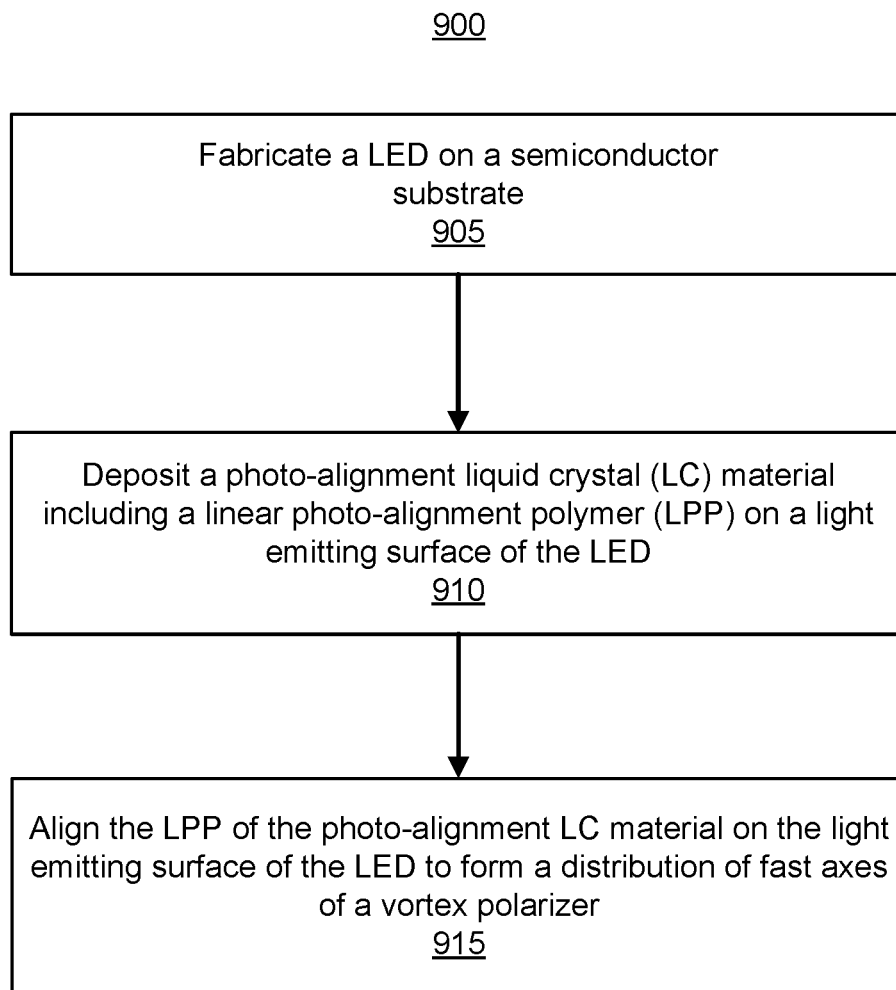 900
Fabricate a LED on a semiconductor
substrate
905
Deposit a photo-alignment liquid crystal (LC) material
including a linear photo-alignment polymer (LPP) on a light
emitting surface of the LED
910
Align the LPP of the photo-alignment LC material on the light
emitting surface of the LED to form a distribution of fast axes
of a vortex polarizer
915